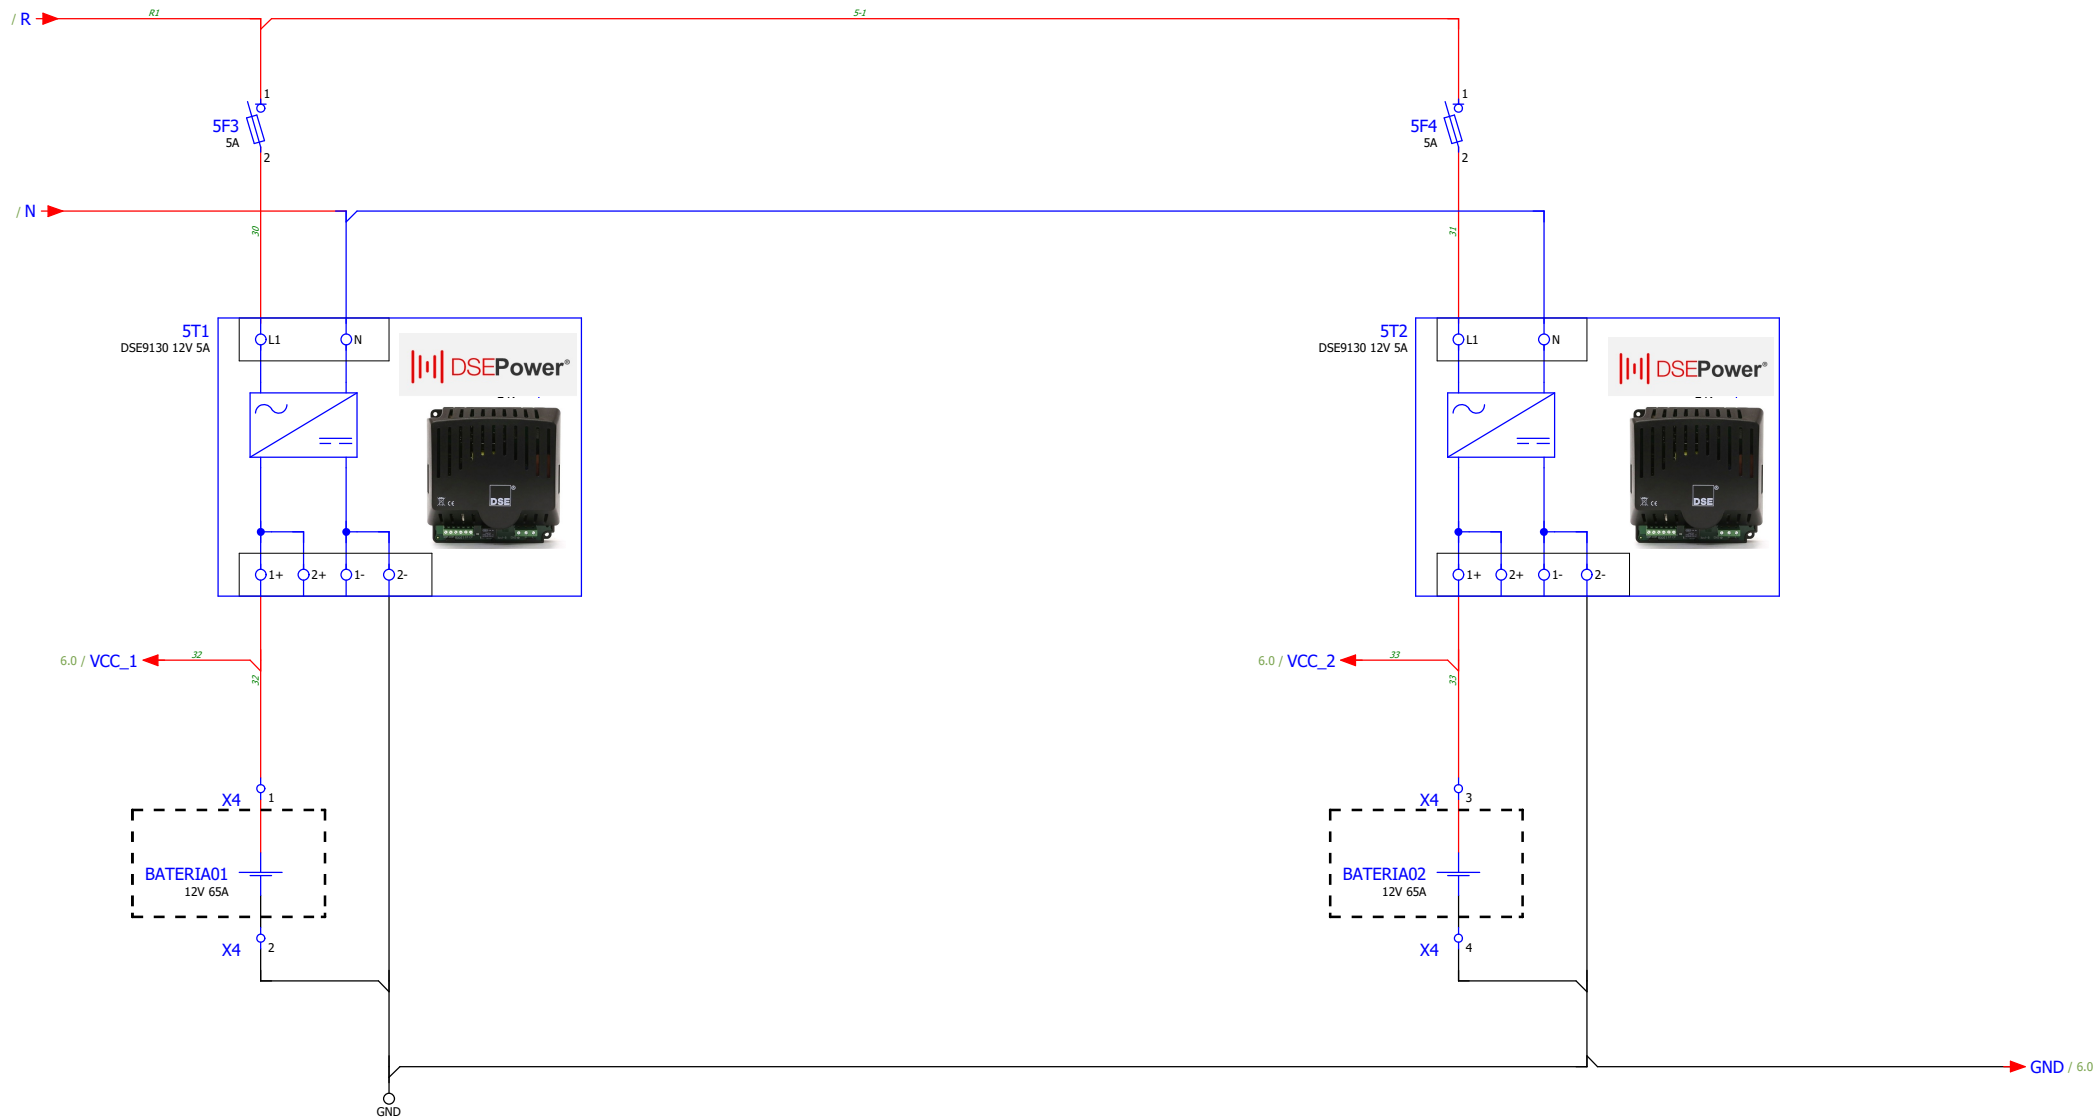 / R
R1
5-1
1
5F3
5A
2
1
5F4
5A
2
/ N
30
31
5T1
DSE9130 12V 5A
L1
N
DSEPower®
DSE
1+
2+
1-
2-
5T2
DSE9130 12V 5A
L1
N
DSEPower®
DSE
1+
2+
1-
2-
6.0 / VCC_1
32
32
6.0 / VCC_2
33
33
X4
1
BATERIA01
12V 65A
X4
2
X4
3
BATERIA02
12V 65A
X4
4
GND
GND / 6.0